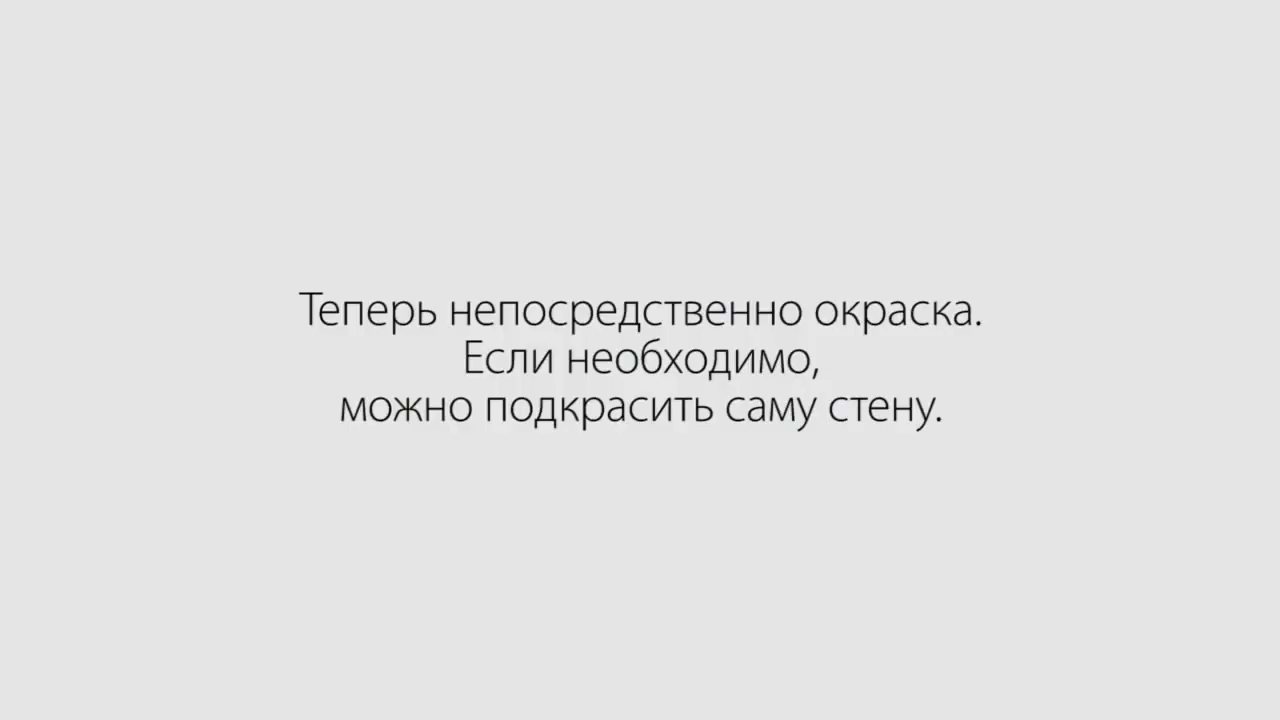 Теперь непосредственно окраска.
Если необходимо,
можно подкрасить саму стену.